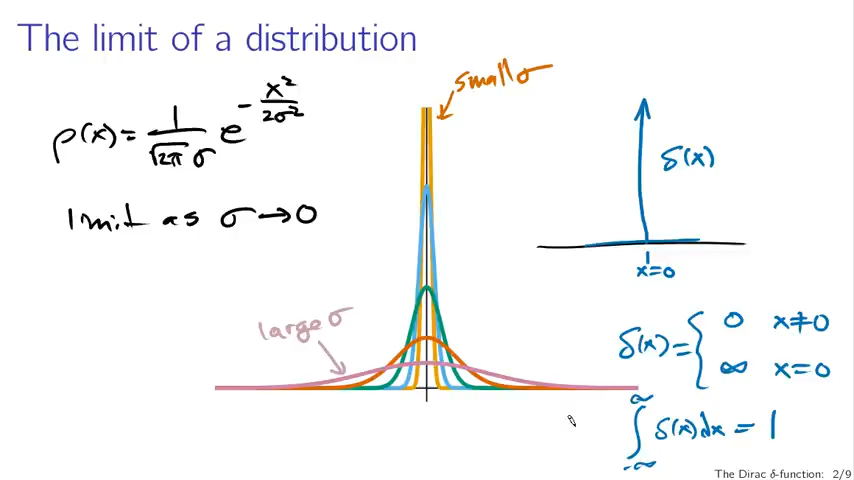 The limit of a distribution
ρ(x) = 1/(√2π σ) e^(-x²/2σ²)
limit as σ → 0
small σ
large σ
δ(x)
x=0
δ(x) = { 0 x≠0
∞ x=0
∫_{-∞}^{∞} δ(x)dx = 1
The Dirac δ-function: 2/9